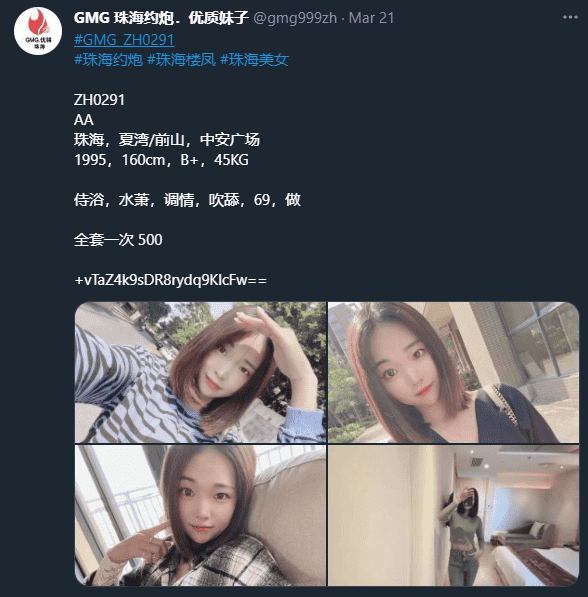 GMG.优辑
珠海
GMG 珠海约炮．优质妹子 @gmg999zh · Mar 21
#GMG_ZH0291
#珠海约炮 #珠海楼凤 #珠海美女
ZH0291
AA
珠海，夏湾/前山，中安广场
1995，160cm，B+，45KG
侍浴，水萧，调情，吹舔，69，做
全套一次 500
+vTaZ4k9sDR8rydq9KIcFw==